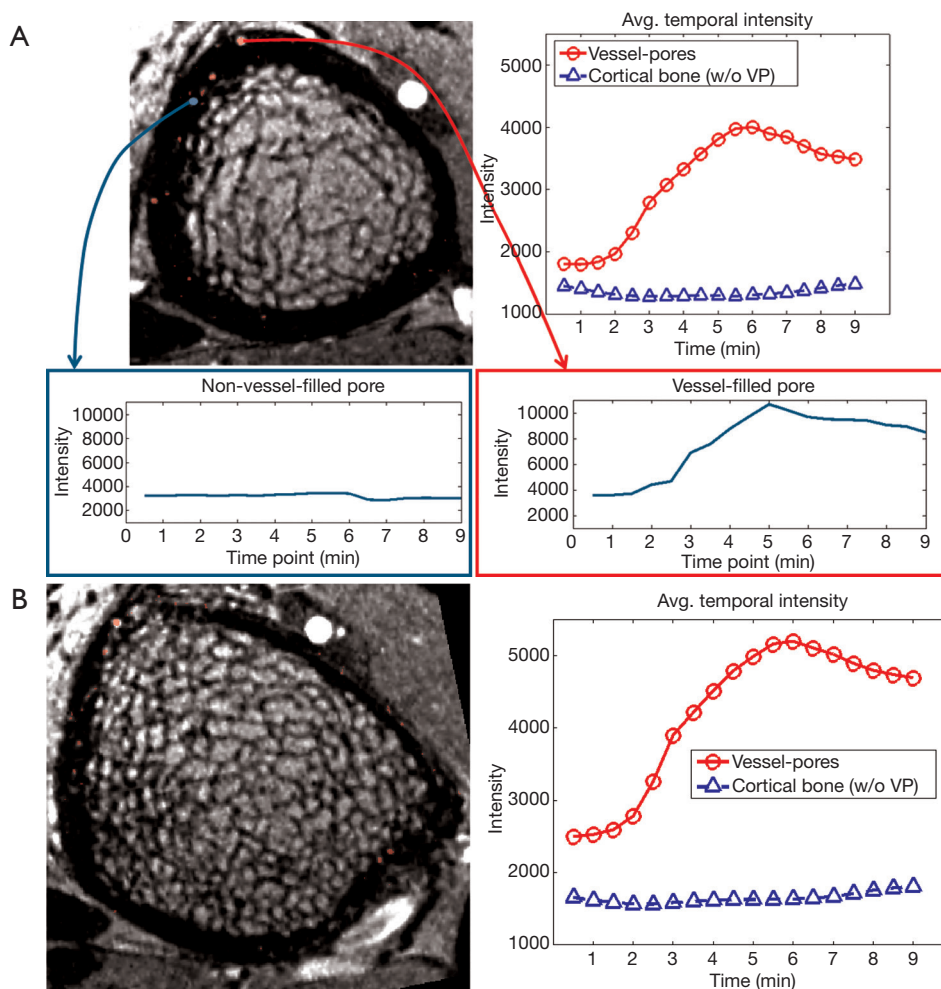 A
Avg. temporal intensity
Vessel-pores
Cortical bone (w/o VP)
Intensity
5000
4000
3000
2000
1000
1 2 3 4 5 6 7 8 9
Time (min)
Non-vessel-filled pore
Intensity
10000
8000
6000
4000
2000
0 1 2 3 4 5 6 7 8 9
Time point (min)
Vessel-filled pore
Intensity
10000
8000
6000
4000
2000
0 1 2 3 4 5 6 7 8 9
Time point (min)
B
Avg. temporal intensity
Intensity
5000
4000
3000
2000
1000
Vessel-pores
Cortical bone (w/o VP)
1 2 3 4 5 6 7 8 9
Time (min)